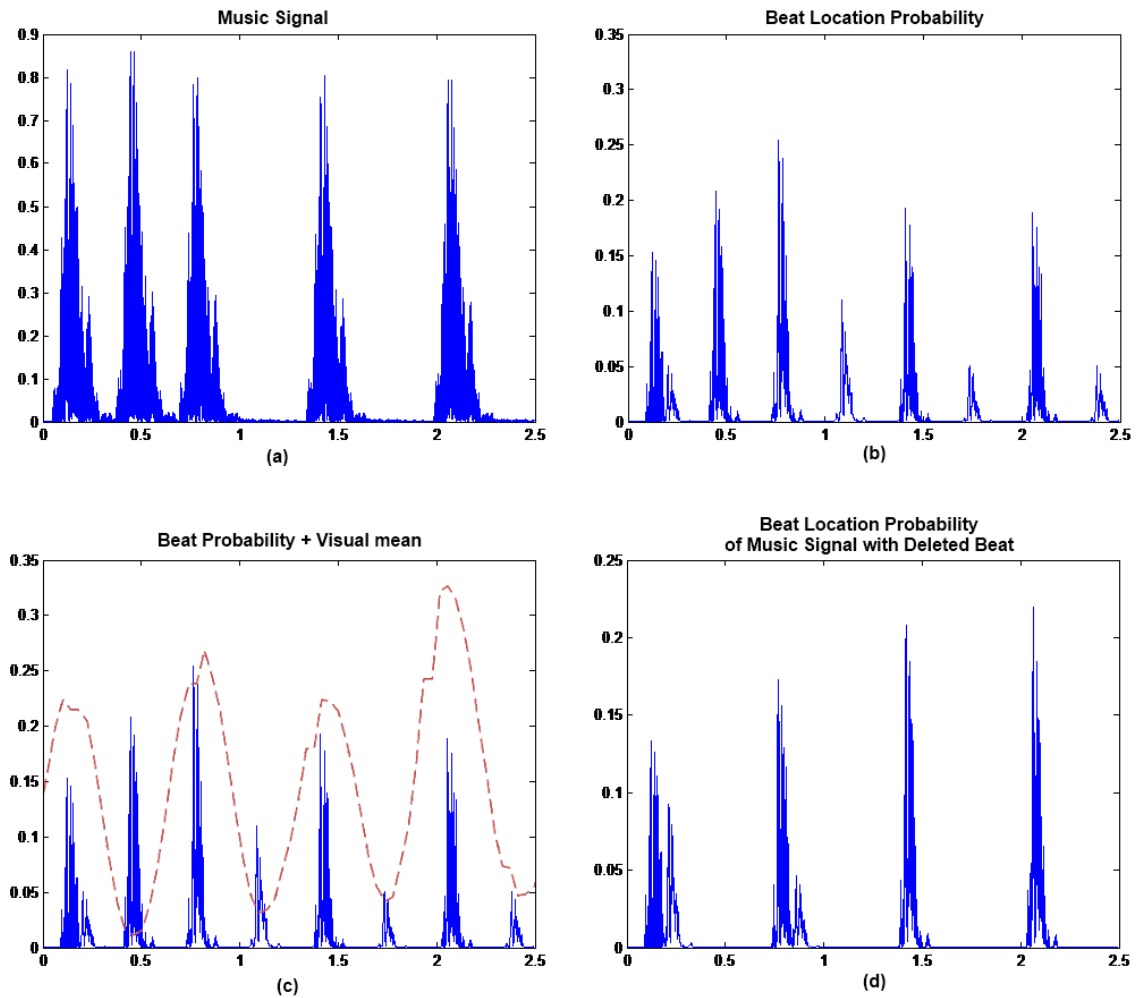 Music Signal
0.9
0.8
0.7
0.6
0.5
0.4
0.3
0.2
0.1
0
0 0.5 1 1.5 2 2.5
(a)
Beat Location Probability
0.35
0.3
0.25
0.2
0.15
0.1
0.05
0
0 0.5 1 1.5 2 2.5
(b)
Beat Probability + Visual mean
0.35
0.3
0.25
0.2
0.15
0.1
0.05
0
0 0.5 1 1.5 2 2.5
(c)
Beat Location Probability
of Music Signal with Deleted Beat
0.25
0.2
0.15
0.1
0.05
0
0 0.5 1 1.5 2 2.5
(d)